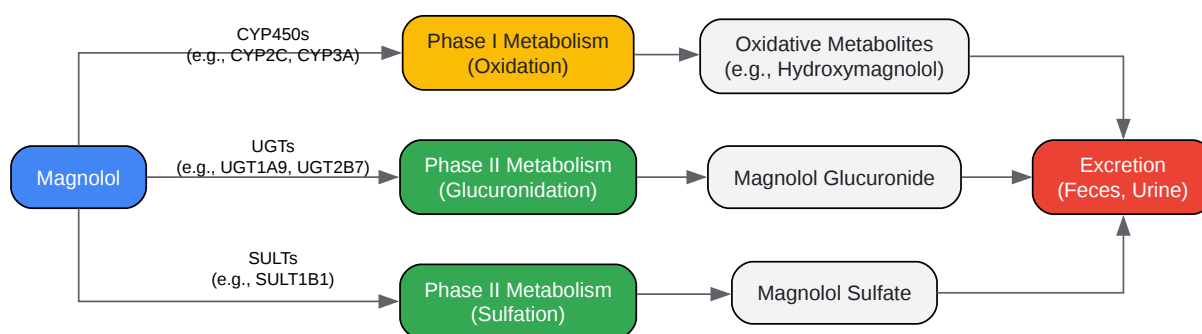 CYP450s
(e.g., CYP2C, CYP3A)
Phase I Metabolism
(Oxidation)
Oxidative Metabolites
(e.g., Hydroxymagnolol)
Magnolol
UGTs
(e.g., UGT1A9, UGT2B7)
Phase II Metabolism
(Glucuronidation)
Magnolol Glucuronide
Excretion
(Feces, Urine)
SULTs
(e.g., SULT1B1)
Phase II Metabolism
(Sulfation)
Magnolol Sulfate